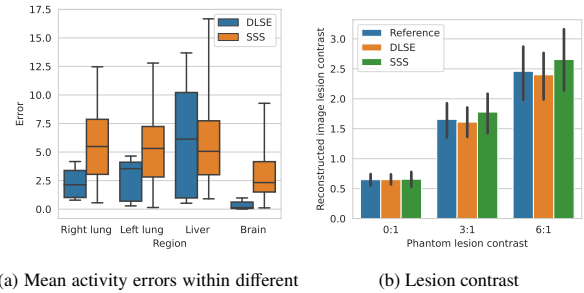 17.5
15.0
12.5
10.0
7.5
5.0
2.5
0.0
Error
DLSE
SSS
Right lung Left lung Liver Brain
Region
(a) Mean activity errors within different
Reconstructed image lesion contrast
3.0
2.5
2.0
1.5
1.0
0.5
0.0
Reference
DLSE
SSS
0:1 3:1 6:1
Phantom lesion contrast
(b) Lesion contrast